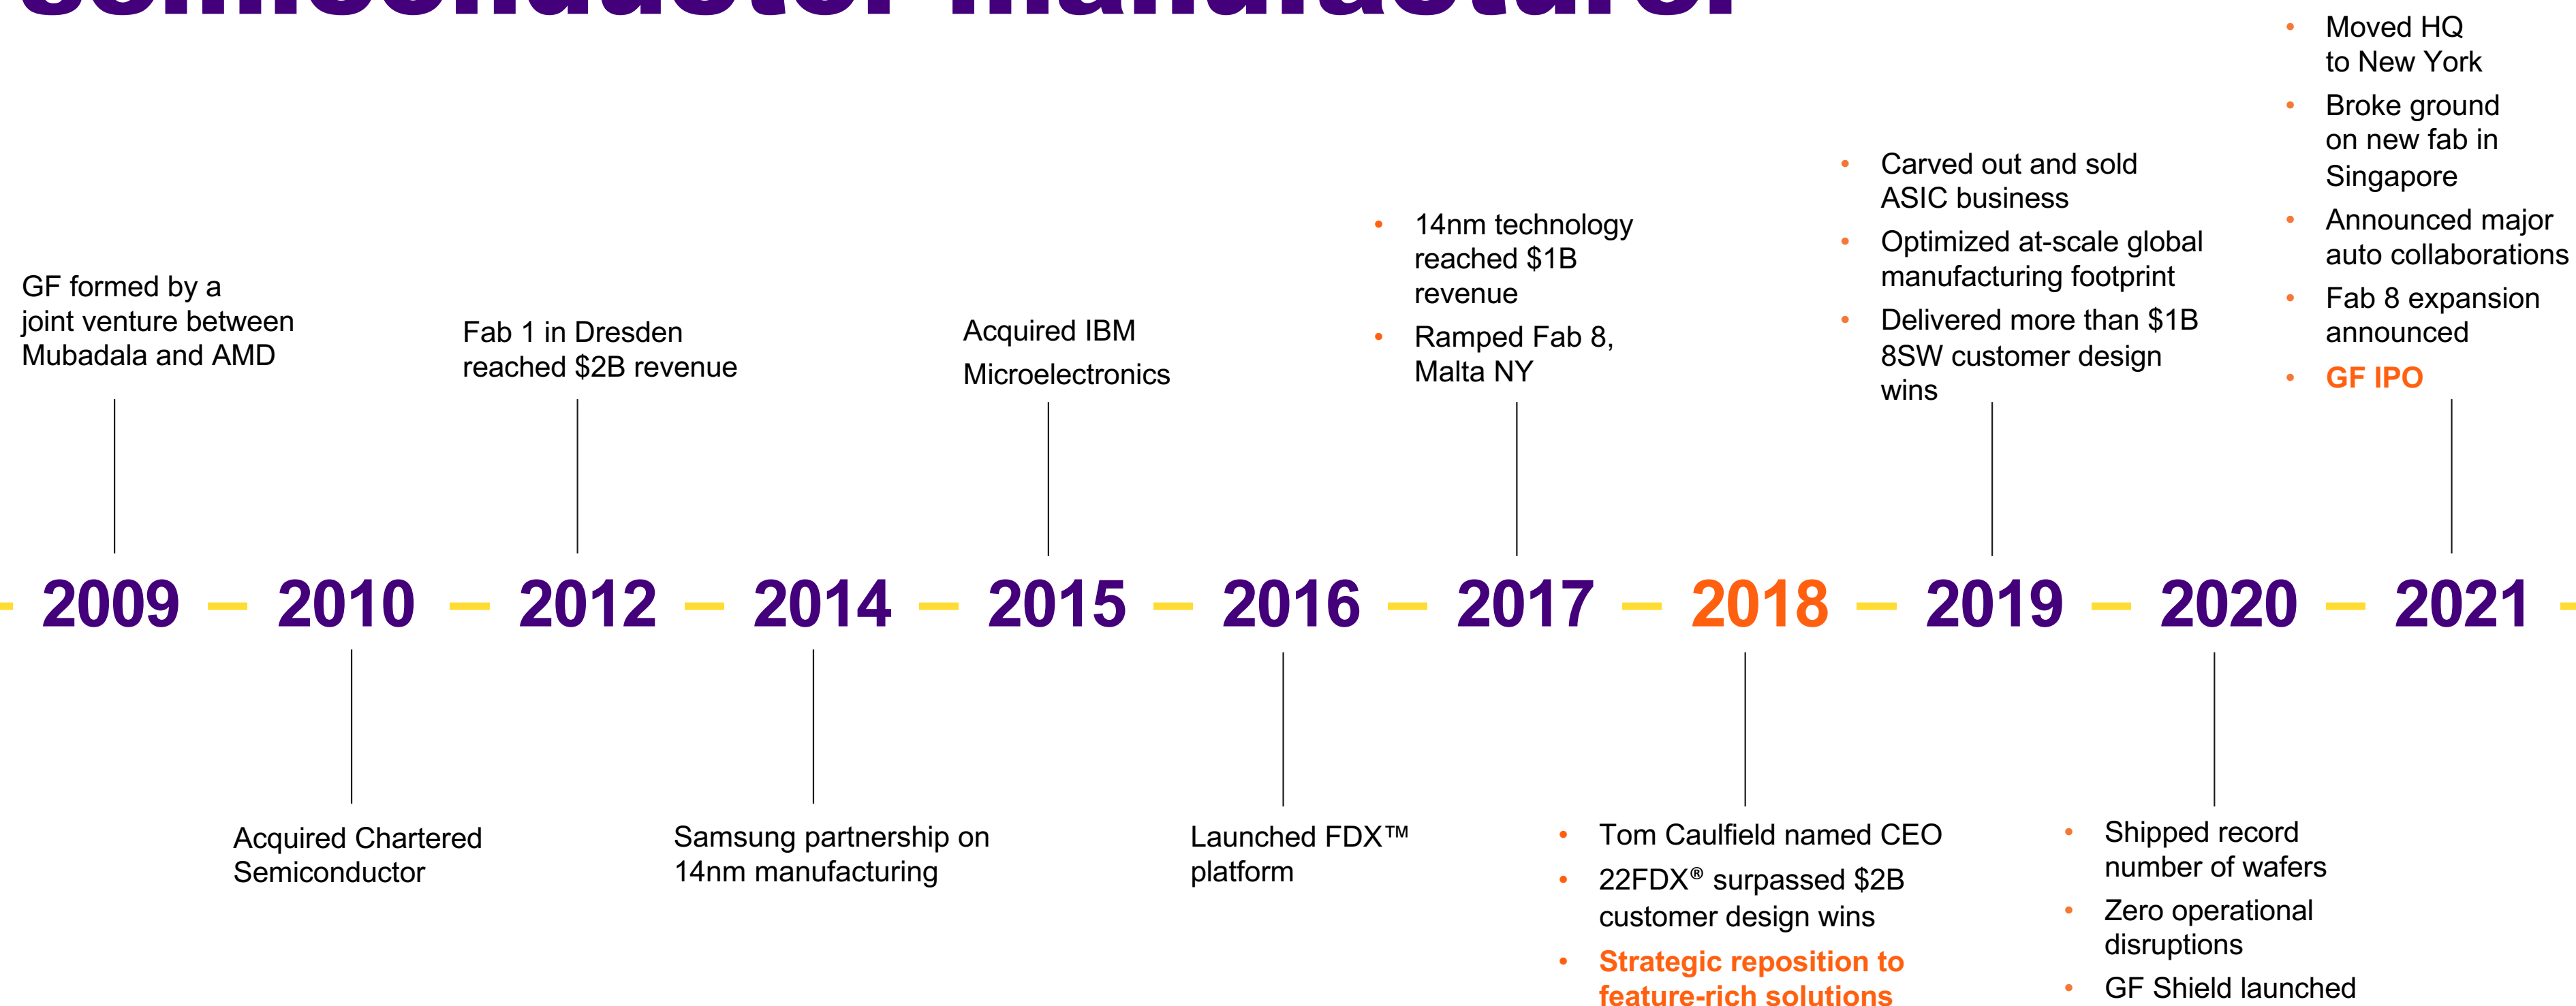 semiconductor manufacturer
• Moved HQ
to New York
• Broke ground
on new fab in
Singapore
• Announced major
auto collaborations
• Fab 8 expansion
announced
• GF IPO
• Carved out and sold
ASIC business
• Optimized at-scale global
manufacturing footprint
• Delivered more than $1B
8SW customer design
wins
• 14nm technology
reached $1B
revenue
• Ramped Fab 8,
Malta NY
GF formed by a
joint venture between
Mubadala and AMD
Fab 1 in Dresden
reached $2B revenue
Acquired IBM
Microelectronics
2009 2010 2012 2014 2015 2016 2017 2018 2019 2020 2021
Acquired Chartered
Semiconductor
Samsung partnership on
14nm manufacturing
Launched FDX™
platform
• Tom Caulfield named CEO
• 22FDX® surpassed $2B
customer design wins
• Strategic reposition to
feature-rich solutions
• Shipped record
number of wafers
• Zero operational
disruptions
• GF Shield launched